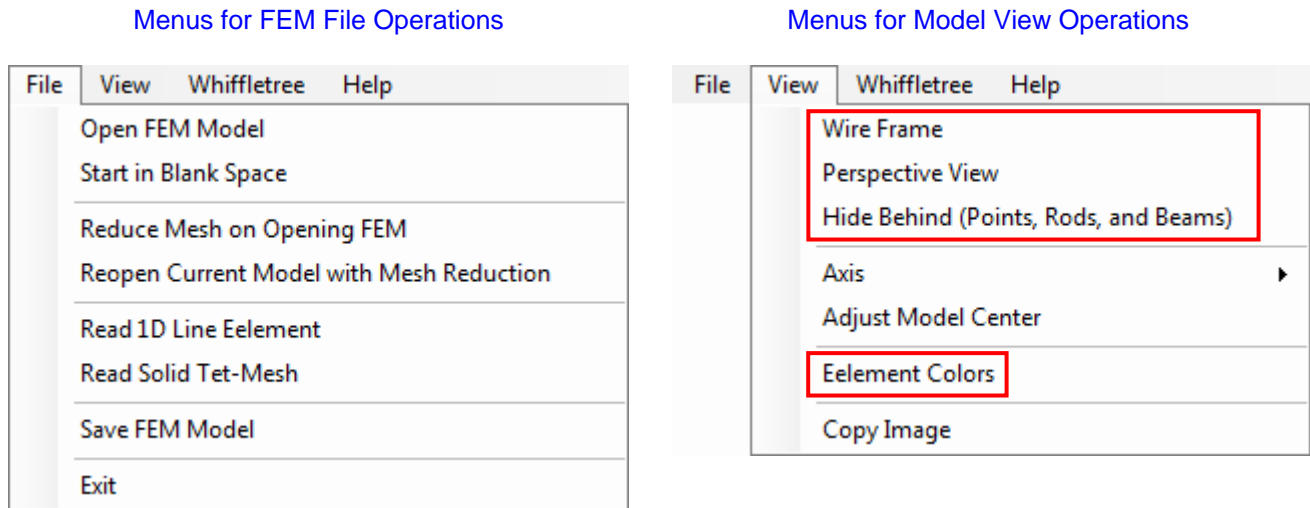 Menus for FEM File Operations
File View Whiffletree Help
Open FEM Model
Start in Blank Space
Reduce Mesh on Opening FEM
Reopen Current Model with Mesh Reduction
Read 1D Line Eelement
Read Solid Tet-Mesh
Save FEM Model
Exit
Menus for Model View Operations
File View Whiffletree Help
Wire Frame
Perspective View
Hide Behind (Points, Rods, and Beams)
Axis
Adjust Model Center
Eelement Colors
Copy Image